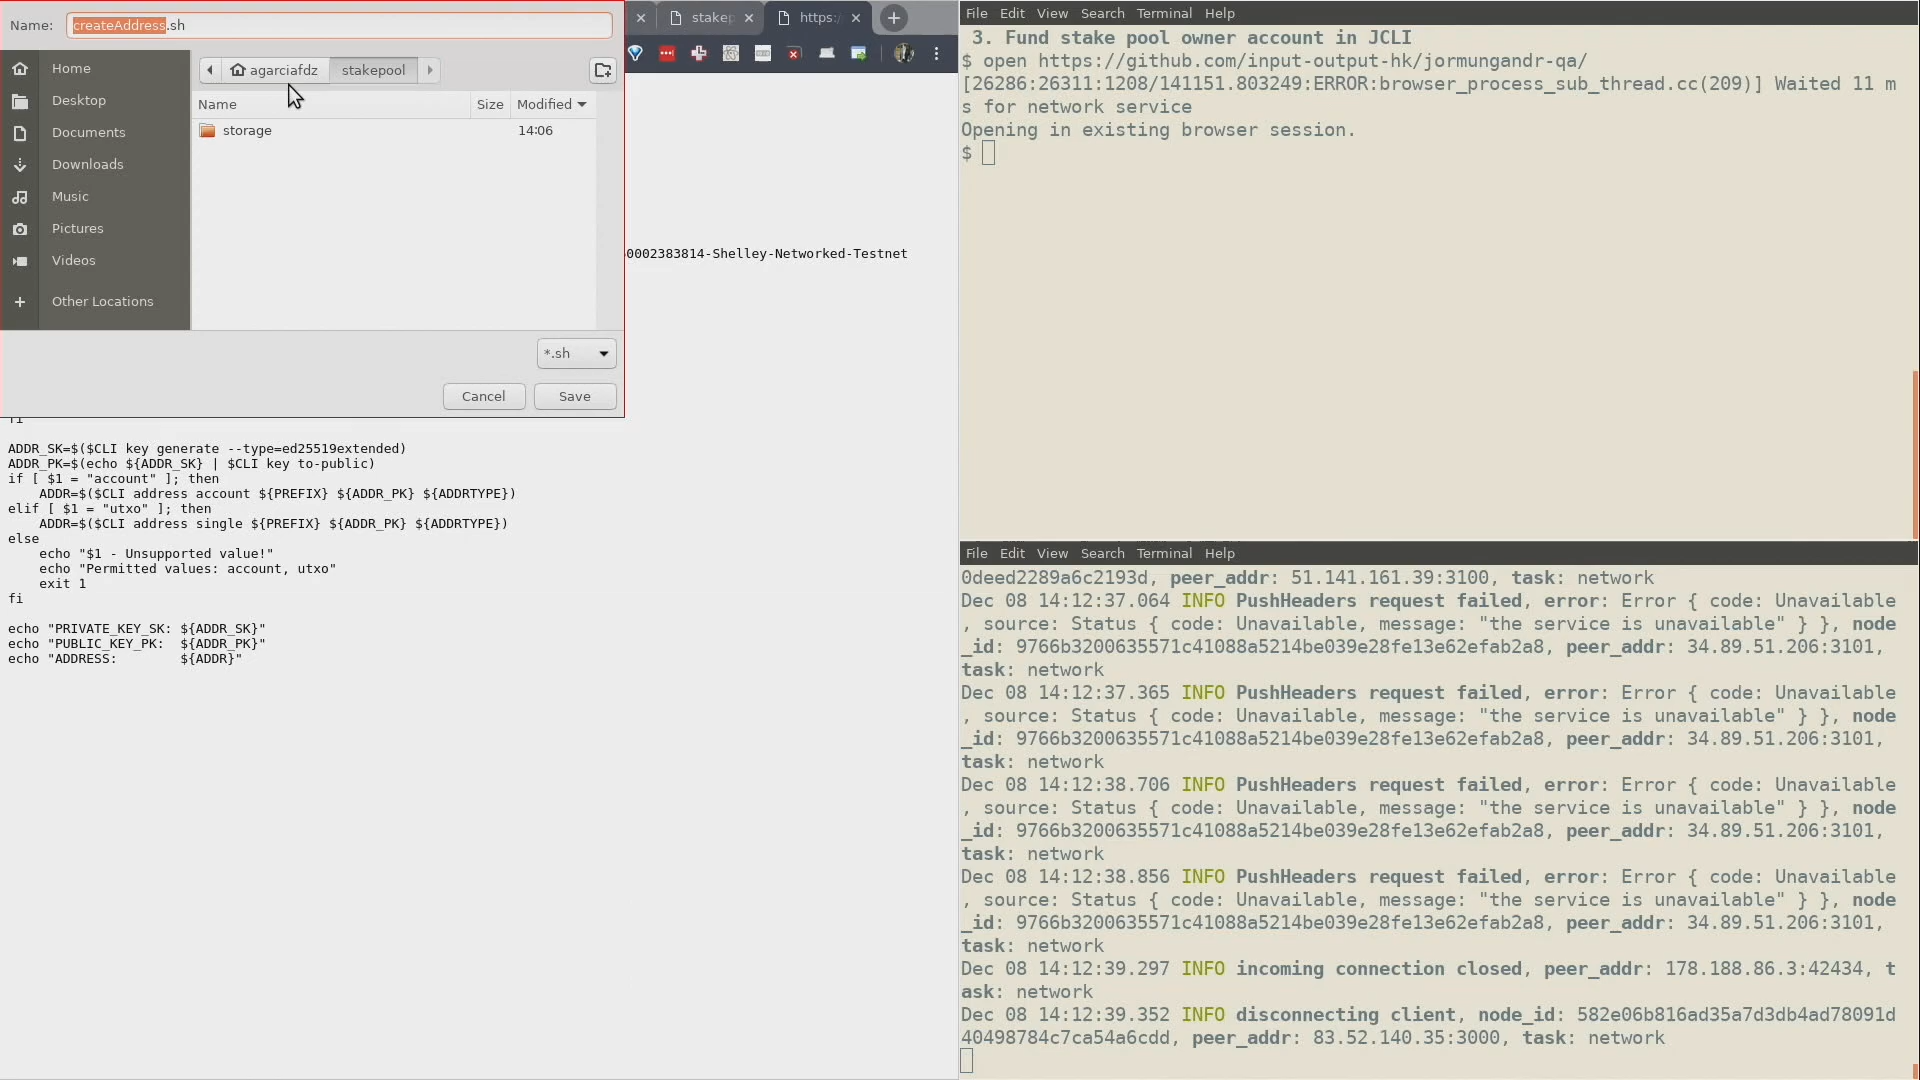 Name: createAddress.sh
Home
Desktop
Documents
Downloads
Music
Pictures
Videos
Other Locations
agarciafdz stakepool
Name Size Modified
storage 14:06
*.sh
Cancel Save
stakep
https:/
0002383814-Shelley-Networked-Testnet
fi
ADDR_SK=$($CLI key generate --type=ed25519extended)
ADDR_PK=$(echo ${ADDR_SK} | $CLI key to-public)
if [ $1 = "account" ]; then
    ADDR=$($CLI address account ${PREFIX} ${ADDR_PK} ${ADDRTYPE})
elif [ $1 = "utxo" ]; then
    ADDR=$($CLI address single ${PREFIX} ${ADDR_PK} ${ADDRTYPE})
else
    echo "$1 - Unsupported value!"
    echo "Permitted values: account, utxo"
    exit 1
fi
echo "PRIVATE_KEY_SK: ${ADDR_SK}"
echo "PUBLIC_KEY_PK:  ${ADDR_PK}"
echo "ADDRESS:        ${ADDR}"
File Edit View Search Terminal Help
3. Fund stake pool owner account in JCLI
$ open https://github.com/input-output-hk/jormungandr-qa/
[26286:26311:1208/141151.803249:ERROR:browser_process_sub_thread.cc(209)] Waited 11 m
s for network service
Opening in existing browser session.
$
File Edit View Search Terminal Help
0deed2289a6c2193d, peer_addr: 51.141.161.39:3100, task: network
Dec 08 14:12:37.064 INFO PushHeaders request failed, error: Error { code: Unavailable
, source: Status { code: Unavailable, message: "the service is unavailable" } }, node
_id: 9766b3200635571c41088a5214be039e28fe13e62efab2a8, peer_addr: 34.89.51.206:3101,
task: network
Dec 08 14:12:37.365 INFO PushHeaders request failed, error: Error { code: Unavailable
, source: Status { code: Unavailable, message: "the service is unavailable" } }, node
_id: 9766b3200635571c41088a5214be039e28fe13e62efab2a8, peer_addr: 34.89.51.206:3101,
task: network
Dec 08 14:12:38.706 INFO PushHeaders request failed, error: Error { code: Unavailable
, source: Status { code: Unavailable, message: "the service is unavailable" } }, node
_id: 9766b3200635571c41088a5214be039e28fe13e62efab2a8, peer_addr: 34.89.51.206:3101,
task: network
Dec 08 14:12:38.856 INFO PushHeaders request failed, error: Error { code: Unavailable
, source: Status { code: Unavailable, message: "the service is unavailable" } }, node
_id: 9766b3200635571c41088a5214be039e28fe13e62efab2a8, peer_addr: 34.89.51.206:3101,
task: network
Dec 08 14:12:39.297 INFO incoming connection closed, peer_addr: 178.188.86.3:42434, t
ask: network
Dec 08 14:12:39.352 INFO disconnecting client, node_id: 582e06b816ad35a7d3db4ad78091d
40498784c7ca54a6cdd, peer_addr: 83.52.140.35:3000, task: network